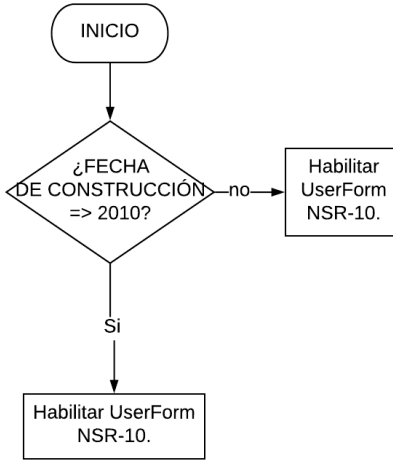 INICIO
¿FECHA
DE CONSTRUCCIÓN
=> 2010?
no
Habilitar
UserForm
NSR-10.
Si
Habilitar UserForm
NSR-10.